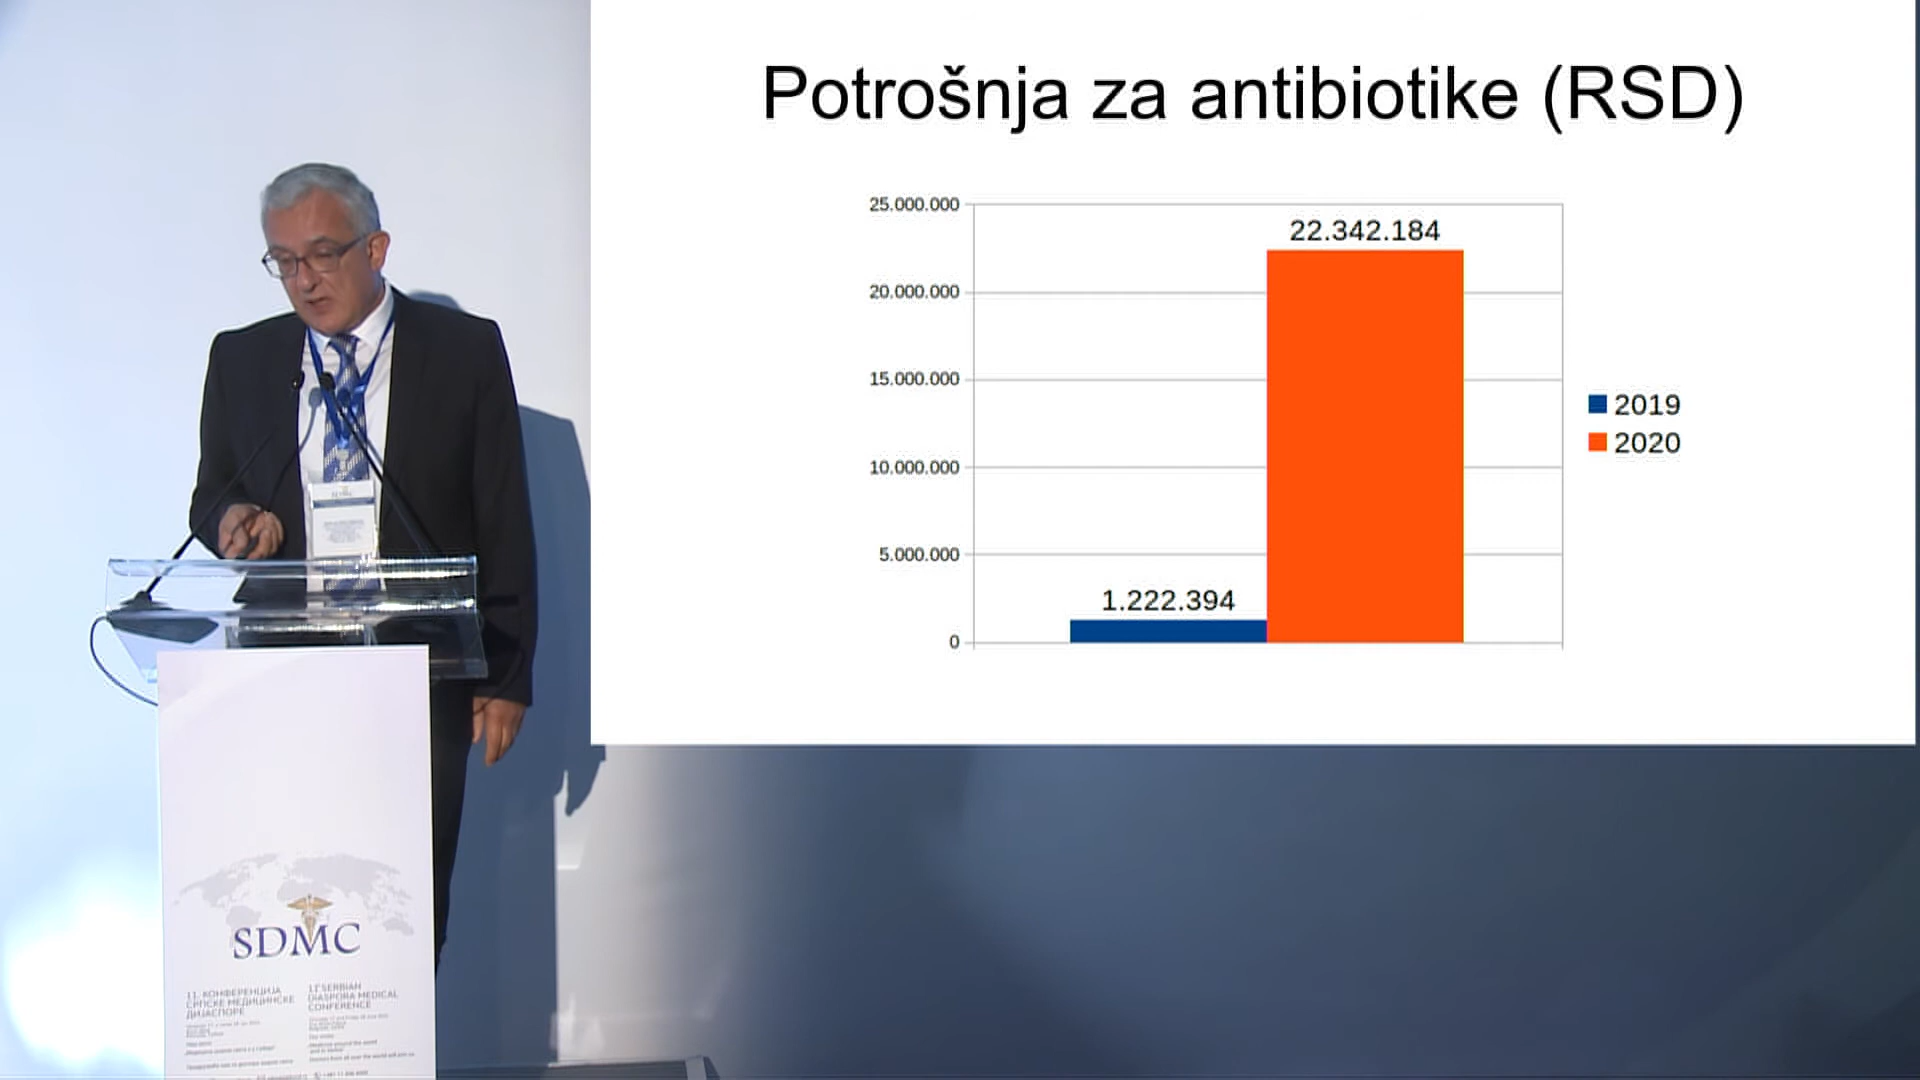 Potrošnja za antibiotike (RSD)
25.000.000
20.000.000
15.000.000
10.000.000
5.000.000
0
22.342.184
1.222.394
2019
2020
SDMC
11. КОНФЕРЕНЦИЈА
СРПСКЕ МЕДИЦИНСКЕ
ДИЈАСПОРЕ
11 SERBIAN
DIASPORA MEDICAL
CONFERENCE